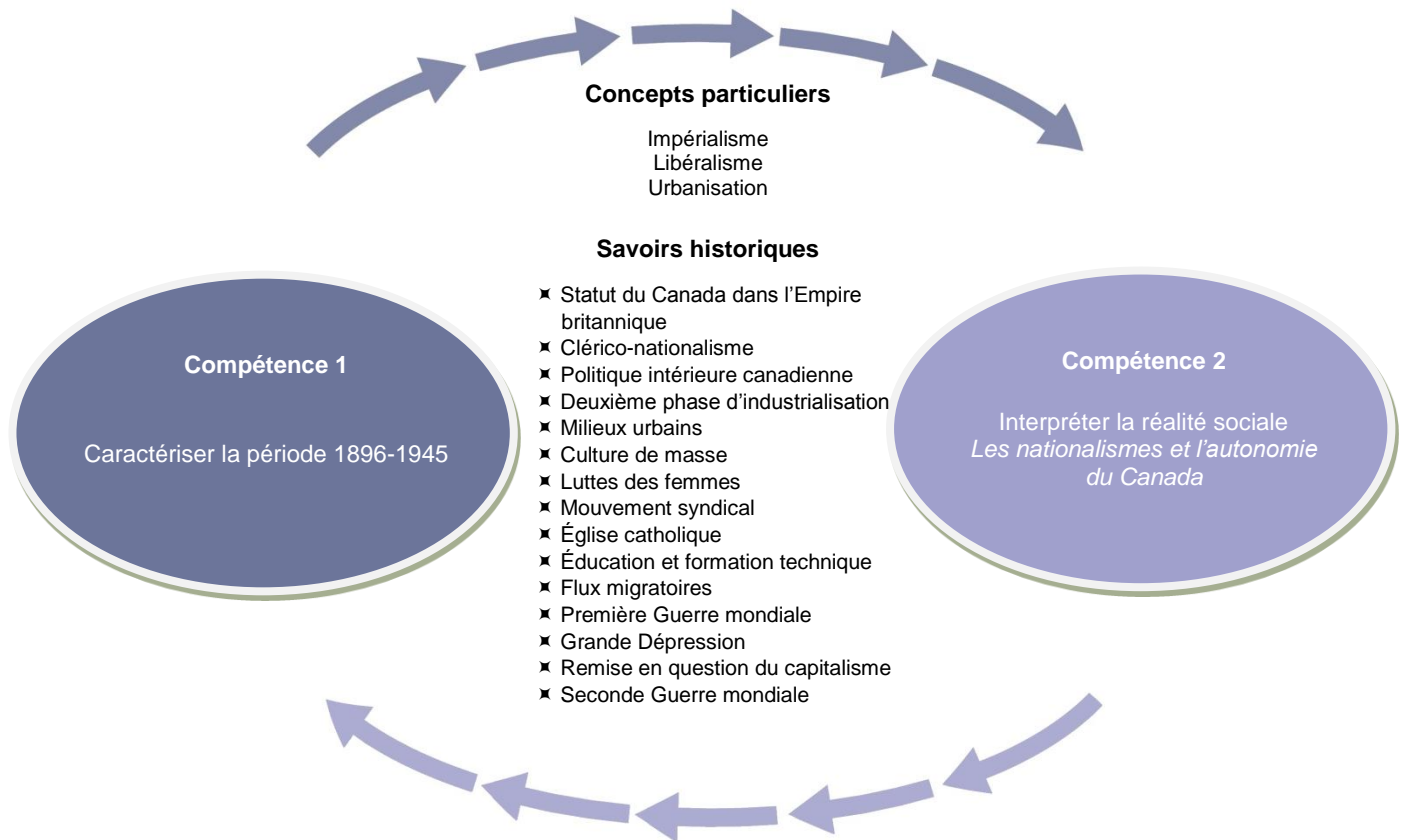 Concepts particuliers
Impérialisme
Libéralisme
Urbanisation
Savoirs historiques
Statut du Canada dans l'Empire
britannique
Clérico-nationalisme
Politique intérieure canadienne
Deuxième phase d'industrialisation
Milieux urbains
Culture de masse
Luttes des femmes
Mouvement syndical
Église catholique
Éducation et formation technique
Flux migratoires
Première Guerre mondiale
Grande Dépression
Remise en question du capitalisme
Seconde Guerre mondiale
Compétence 1
Caractériser la période 1896-1945
Compétence 2
Interpréter la réalité sociale
Les nationalismes et l'autonomie
du Canada